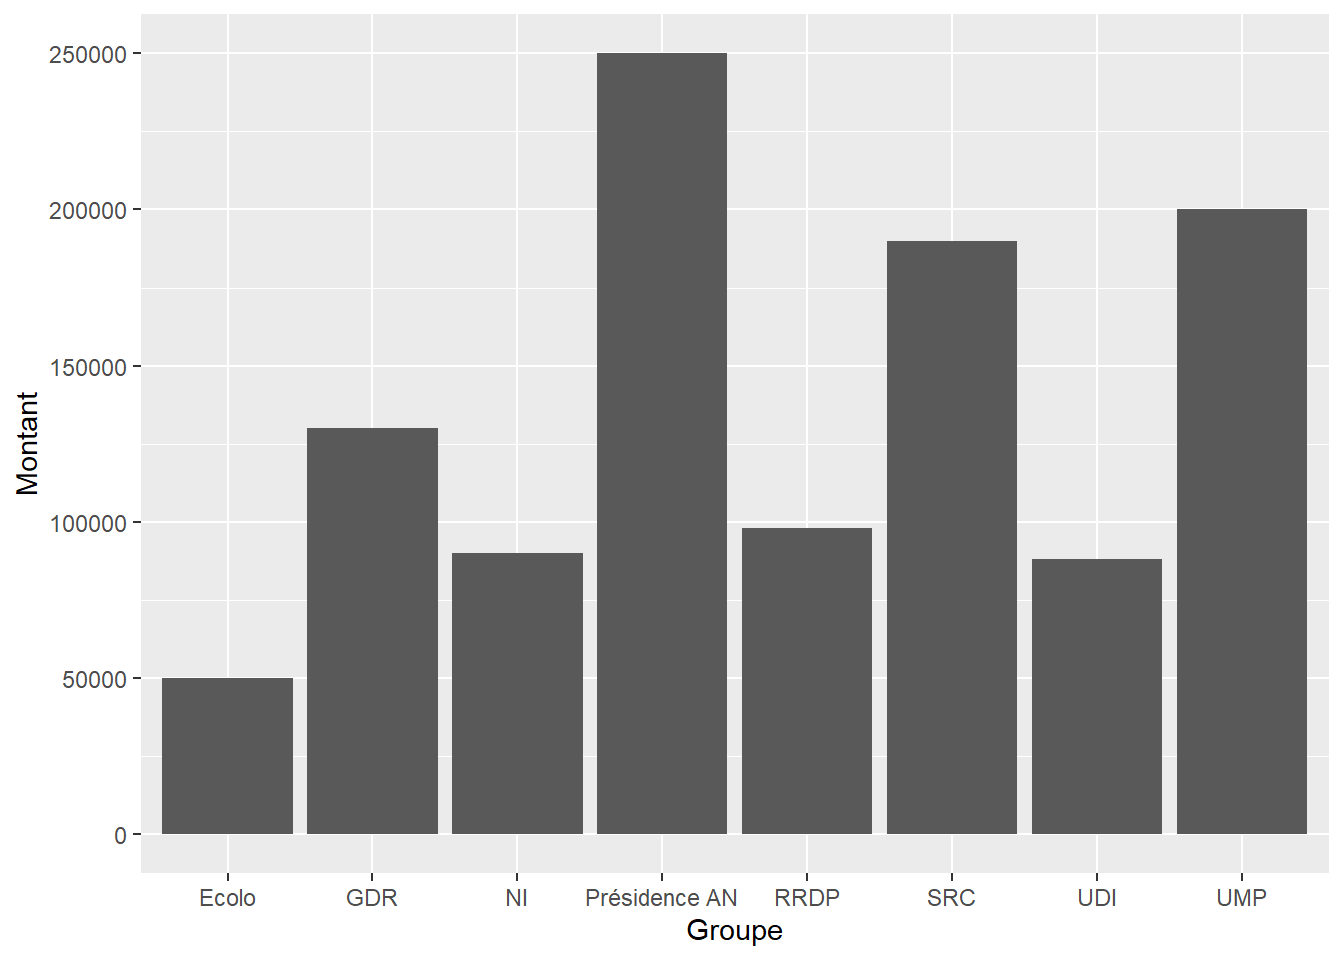 Montant
250000
200000
150000
100000
50000
0
Ecolo GDR NI Présidence AN RRDP SRC UDI UMP
Groupe